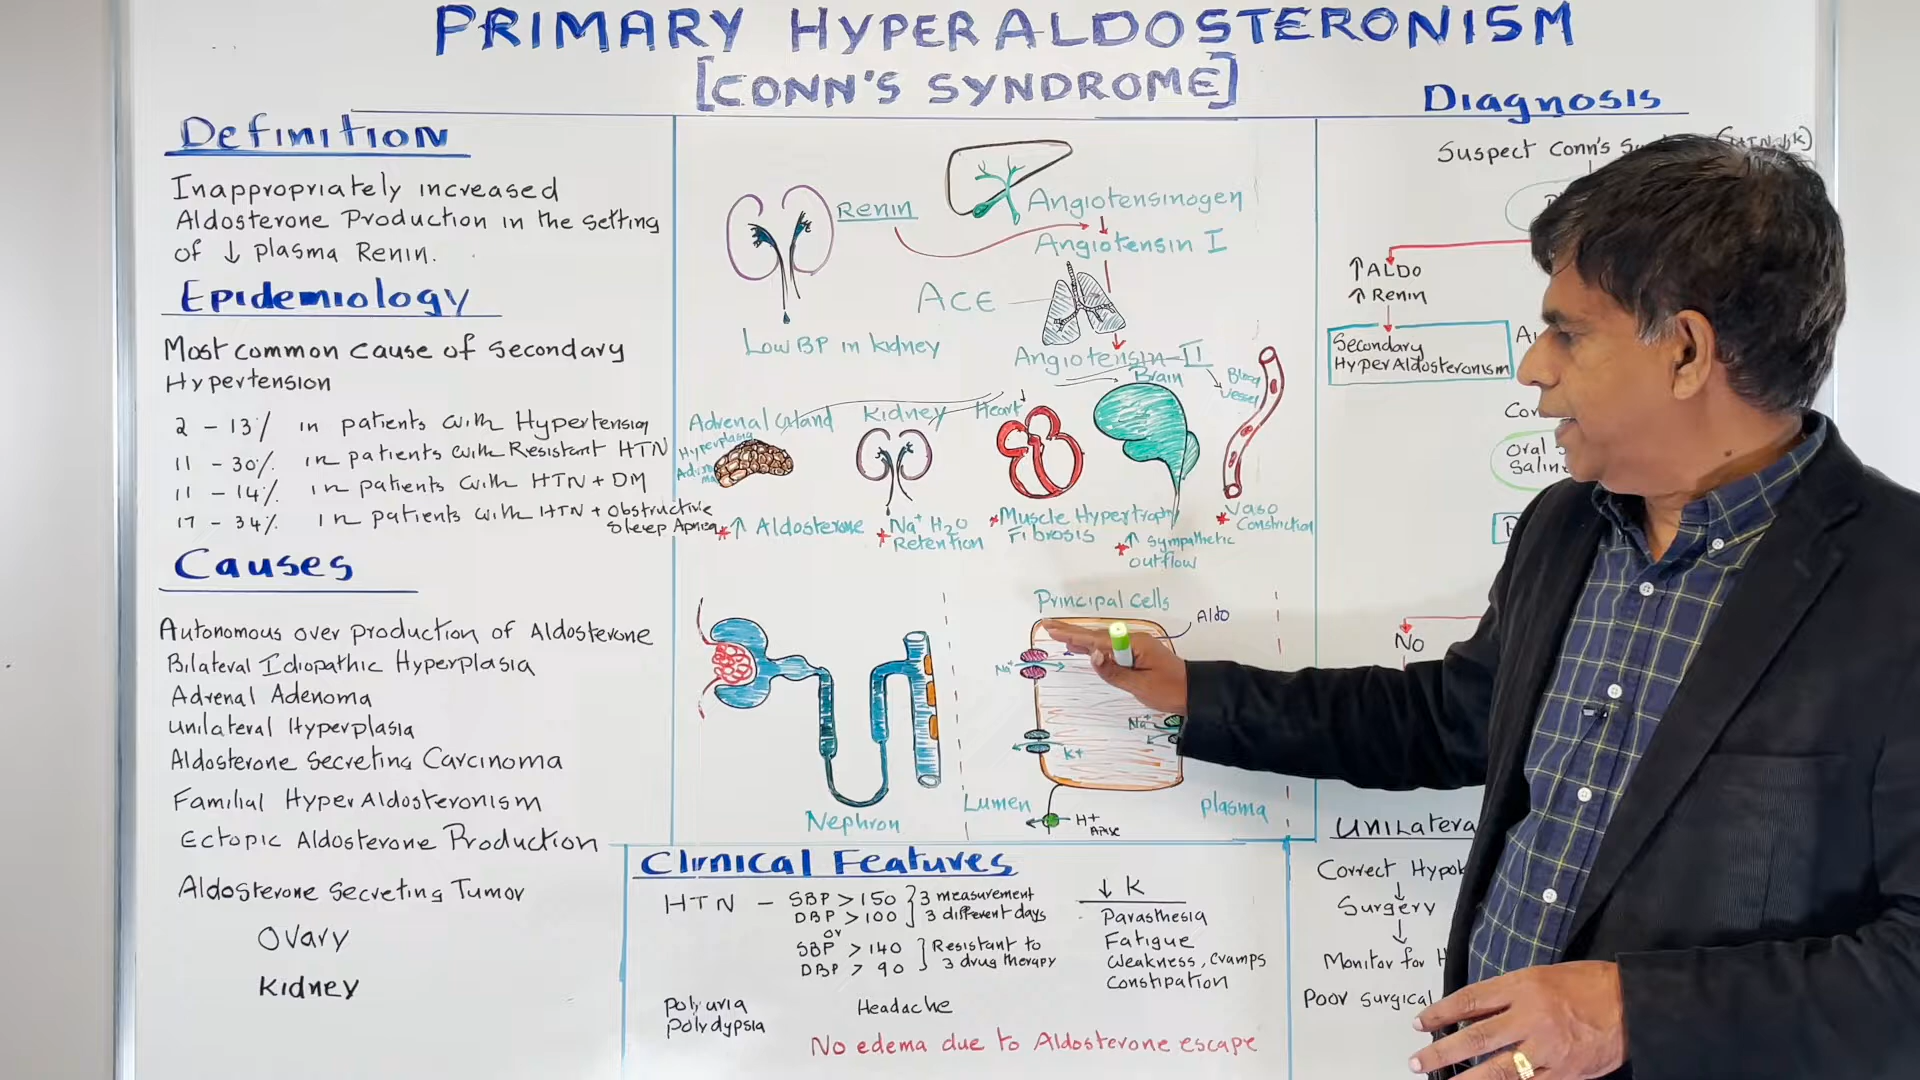 PRIMARY HYPERALDOSTERONISM
[CONN'S SYNDROME]
Definition
Inappropriately increased
Aldosterone Production in the setting
of ↓ plasma Renin.
Epidemiology
Most common cause of secondary
Hypertension
2 - 13% in patients with Hypertension
11 - 30% in patients with Resistant HTN
11 - 14% in patients with HTN + DM
17 - 34% in patients with HTN + Obstructive
Sleep Apnea
Causes
Autonomous over production of Aldosterone
Bilateral Idiopathic Hyperplasia
Adrenal Adenoma
Unilateral Hyperplasia
Aldosterone Secreting Carcinoma
Familial HyperAldosteronism
Ectopic Aldosterone Production
Aldosterone Secreting Tumor
Ovary
Kidney
Renin
Angiotensinogen
Angiotensin I
ACE
Low BP in kidney
Angiotensin-II
Brain
Blood
Vessel
Adrenal Gland
Kidney
Heart
Hyperplasia
↑ Aldosterone
Na+ H2O
Retention
Muscle Hypertrophy
Fibrosis
↑ Sympathetic
outflow
Vaso
Constriction
Principal Cells
Aldo
Na+
Na+
K+
Lumen
plasma
Nephron
H+
Clinical Features
HTN - SBP > 150 } 3 measurement
DBP > 100 } 3 different days
or
SBP > 140 } Resistant to
DBP > 90 } 3 drug therapy
↓ K
Parasthesia
Fatigue
Weakness, Cramps
Constipation
Polyuria
Polydypsia
Headache
No edema due to Aldosterone escape
Diagnosis
Suspect Conn's
↑ ALDO
↑ Renin
Secondary
HyperAldosteronism
Oral
NO
Correct
Surgery
Monitor for
Poor Surgical